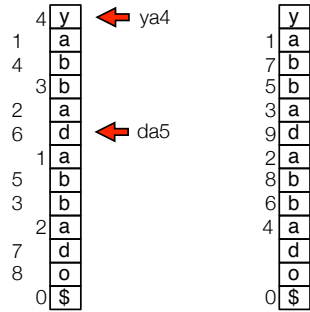 4 y ya4 y
1 a 1 a
4 b 7 b
3 b 5 b
2 a 3 a
6 d da5 9 d
1 a 2 a
5 b 8 b
3 b 6 b
2 a 4 a
7 d d
8 o o
0 $ 0 $